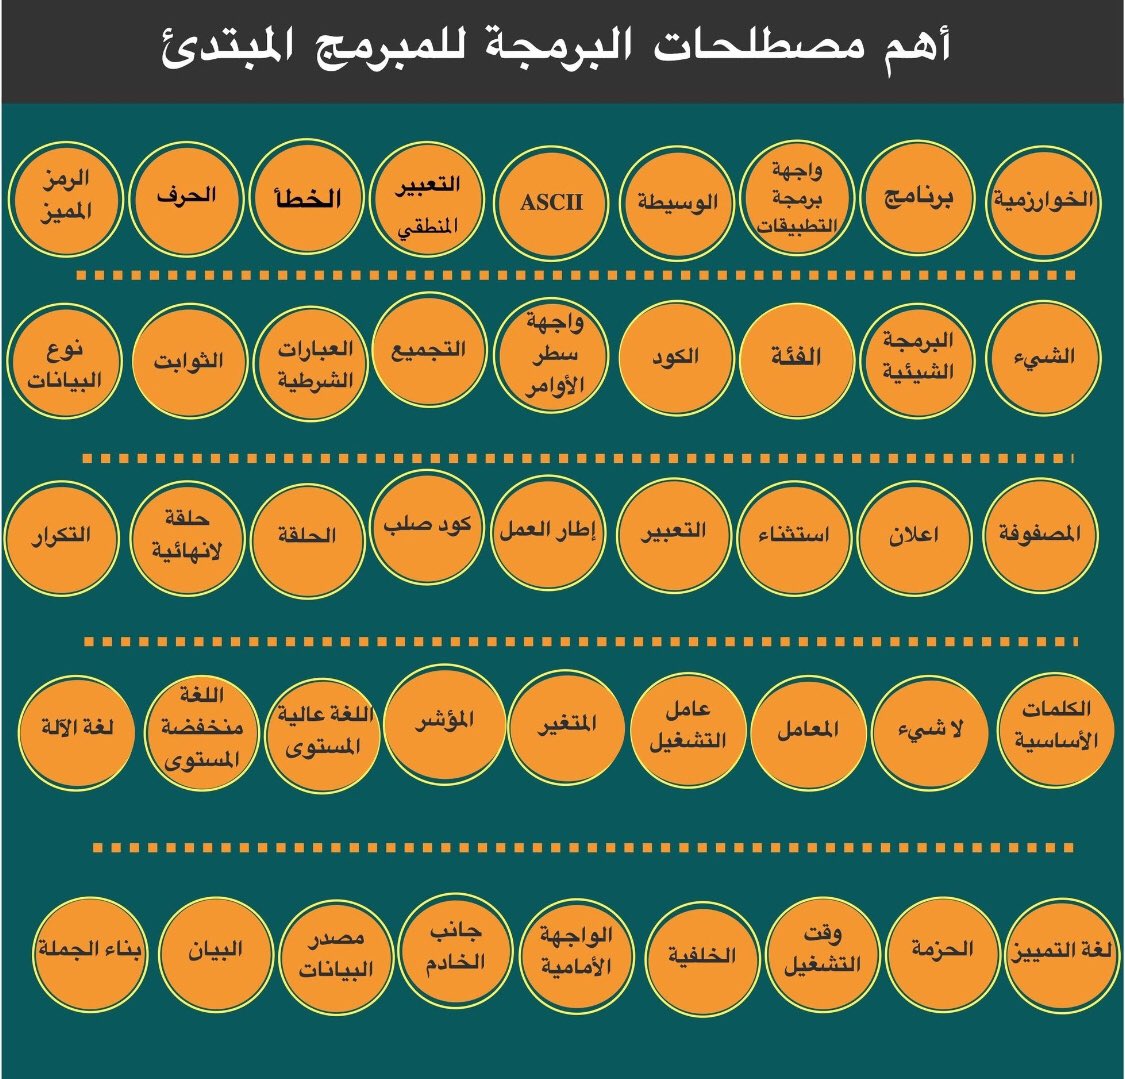 أهم مصطلحات البرمجة للمبرمج المبتدئ
الخوارزمية
برنامج
واجهة
برمجة
التطبيقات
الوسيطة
ASCII
التعبير
المنطقي
الخطأ
الحرف
الرمز
المميز
الشيء
البرمجة
الشيئية
الفئة
الكود
واجهة
سطر
الأوامر
التجميع
العبارات
الشرطية
الثوابت
نوع
البيانات
المصفوفة
اعلان
استثناء
التعبير
إطار العمل
كود صلب
الحلقة
حلقة
لانهائية
التكرار
الكلمات
الأساسية
لا شيء
المعامل
عامل
التشغيل
المتغير
المؤشر
اللغة عالية
المستوى
اللغة
منخفضة
المستوى
لغة الآلة
لغة التمييز
الحزمة
وقت
التشغيل
الخلفية
الواجهة
الأمامية
جانب
الخادم
مصدر
البيانات
البيان
بناء الجملة